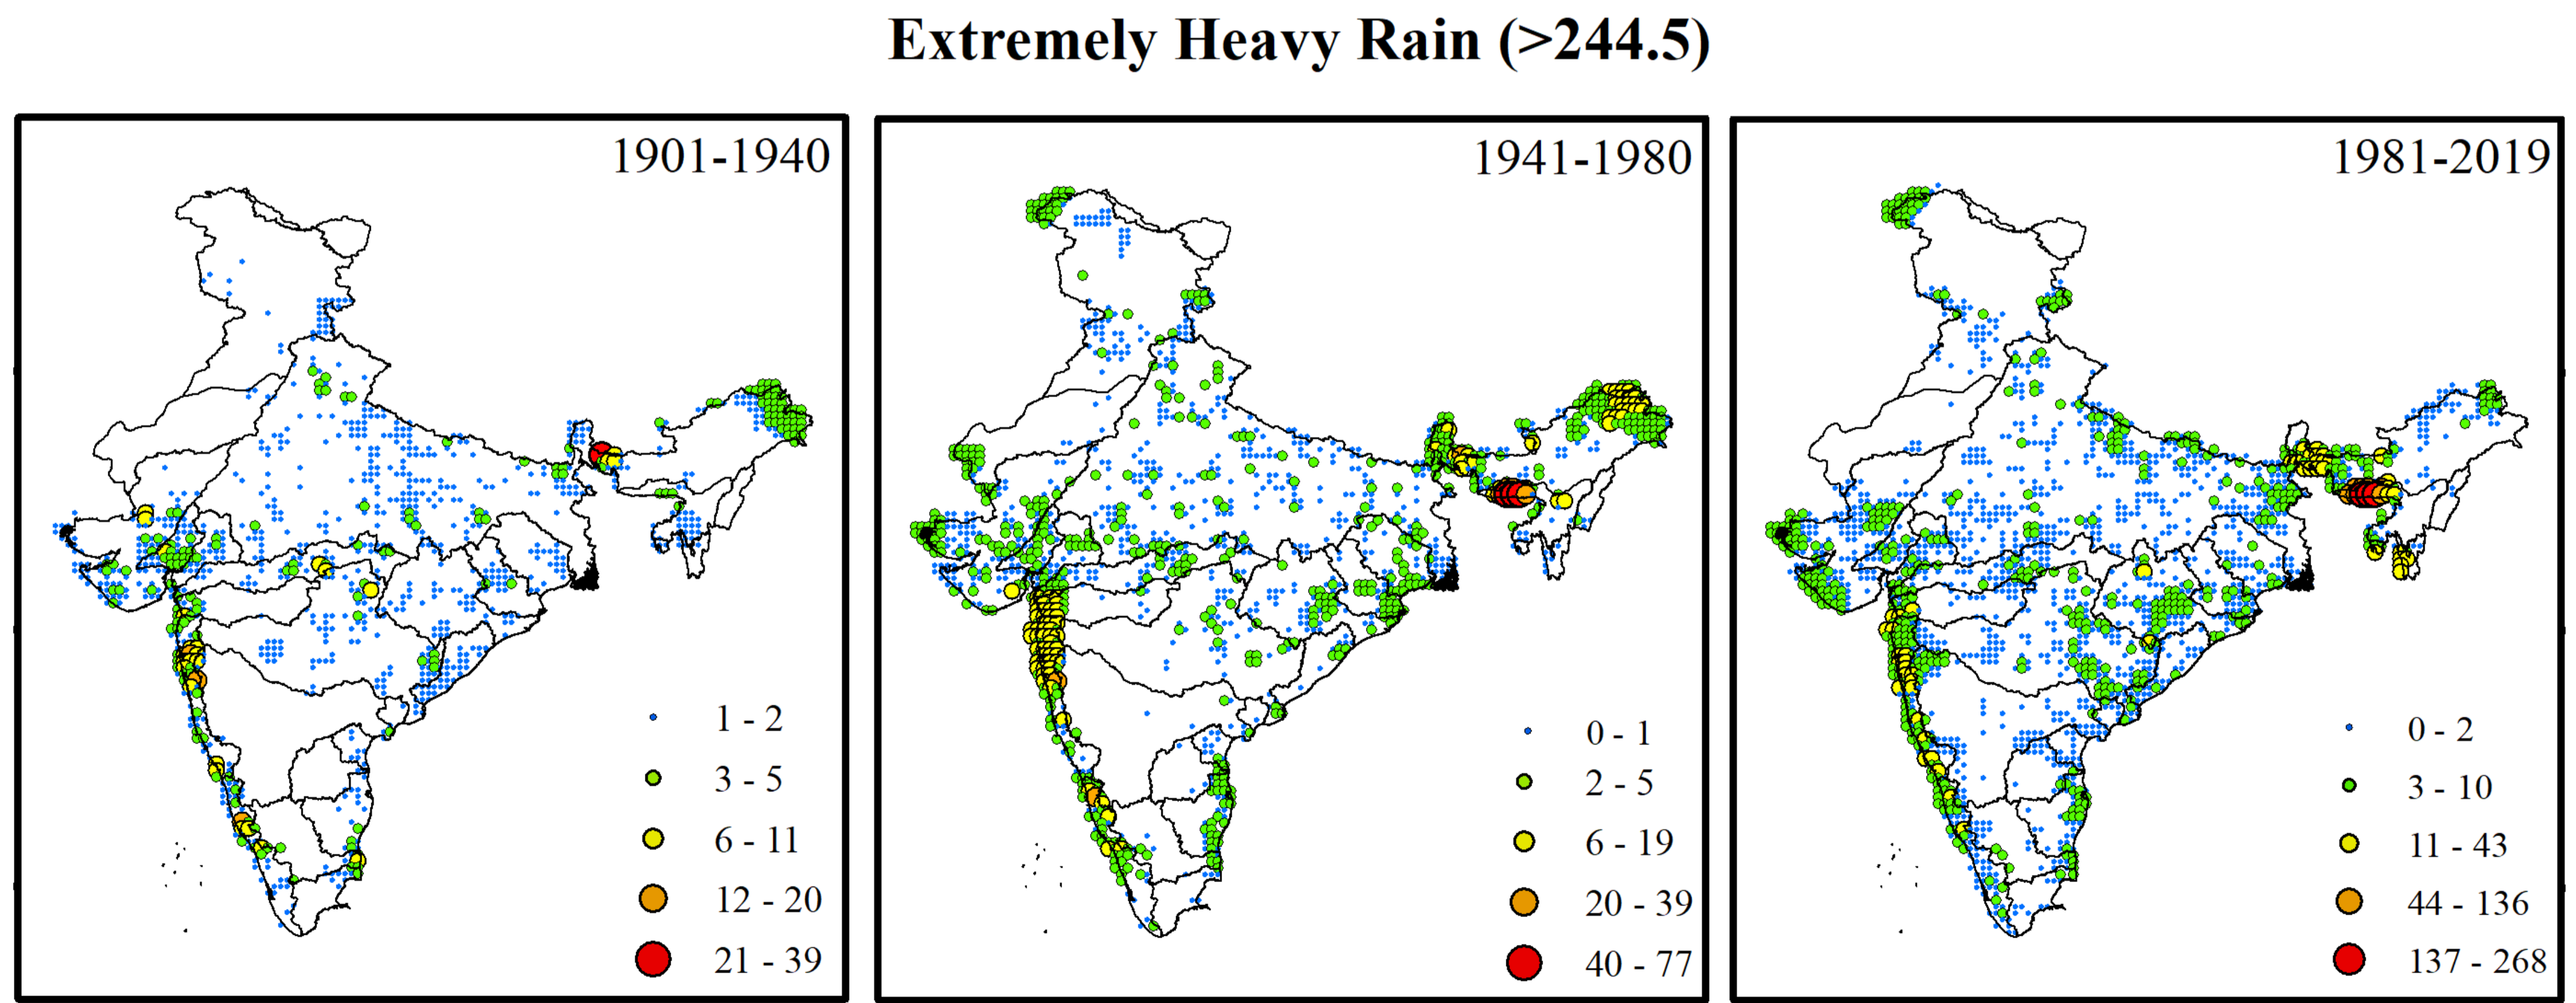 Extremely Heavy Rain (>244.5)
1901-1940
1 - 2
3 - 5
6 - 11
12 - 20
21 - 39
1941-1980
0 - 1
2 - 5
6 - 19
20 - 39
40 - 77
1981-2019
0 - 2
3 - 10
11 - 43
44 - 136
137 - 268